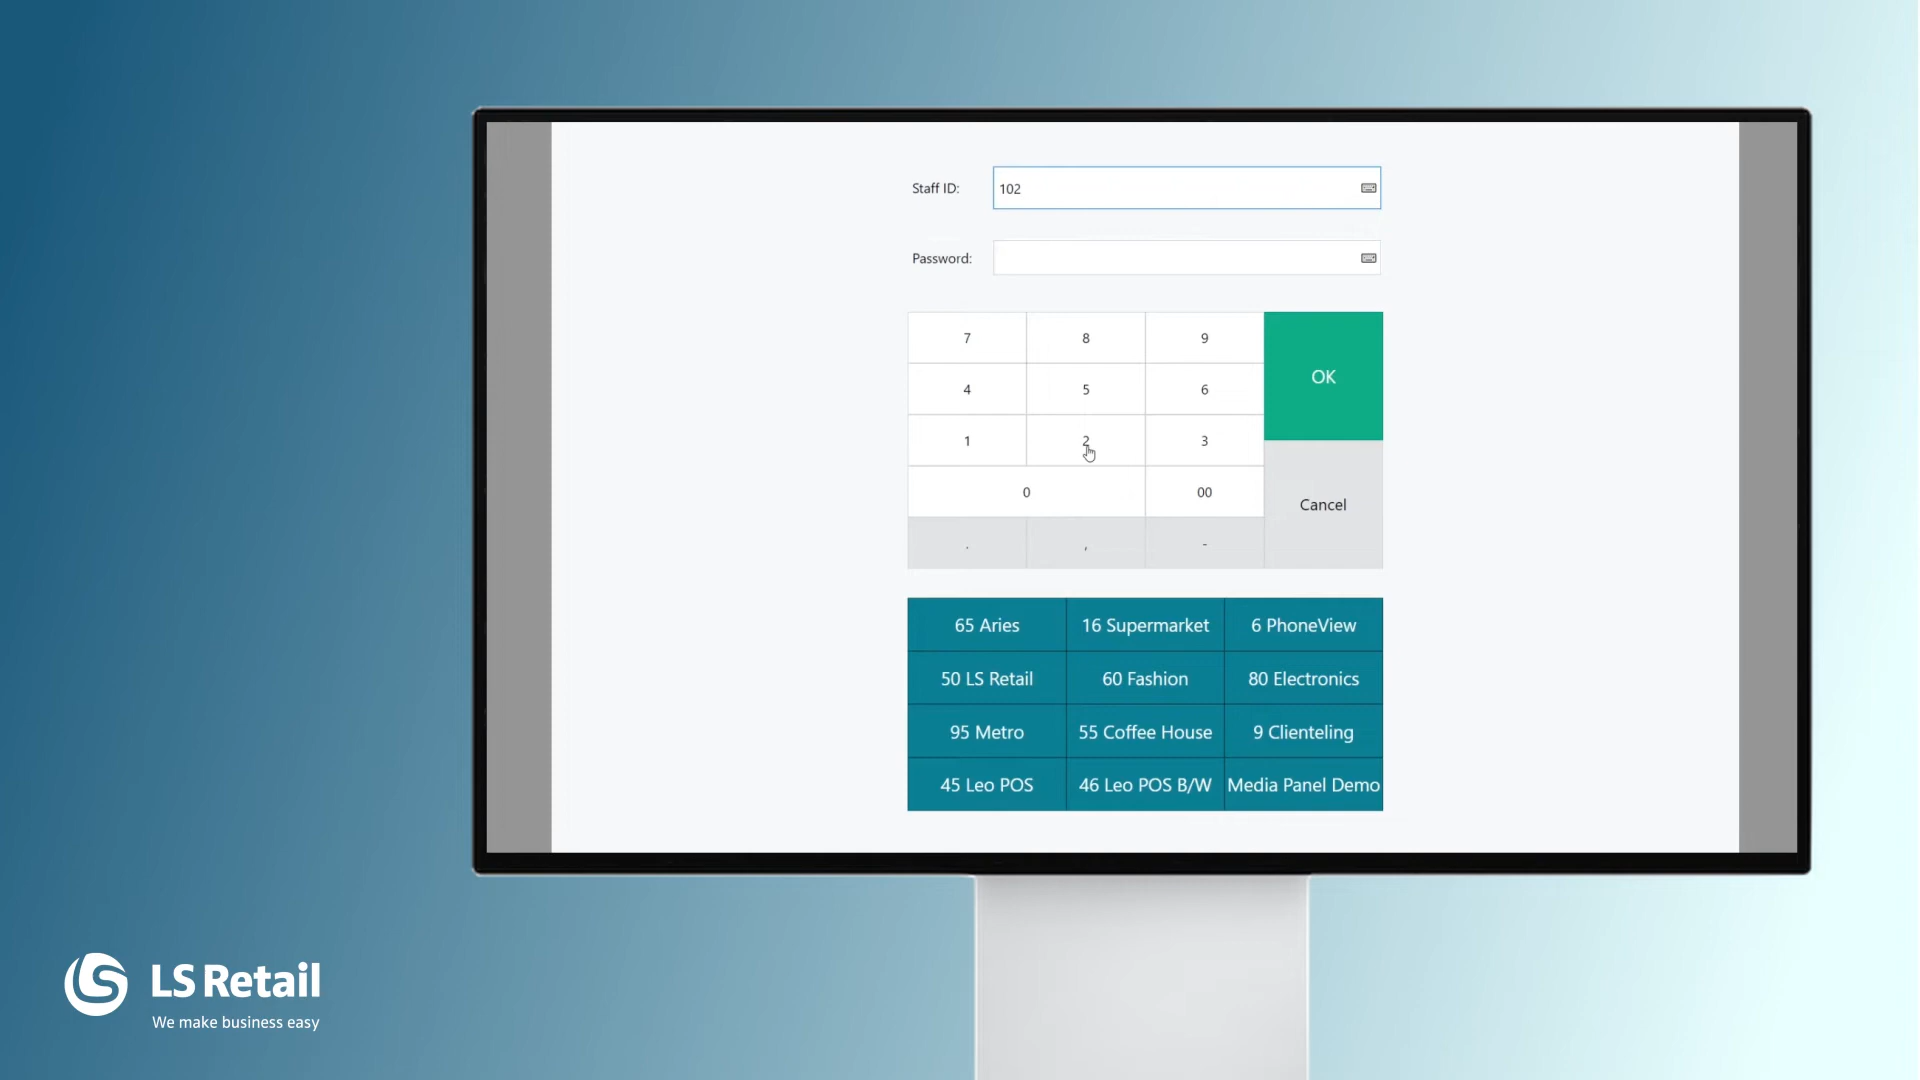 Staff ID: 102
Password:
7 8 9 OK
4 5 6
1 2 3
0 00 Cancel
. , -
65 Aries 16 Supermarket 6 PhoneView
50 LS Retail 60 Fashion 80 Electronics
95 Metro 55 Coffee House 9 Clienteling
45 Leo POS 46 Leo POS B/W Media Panel Demo
LS Retail
We make business easy